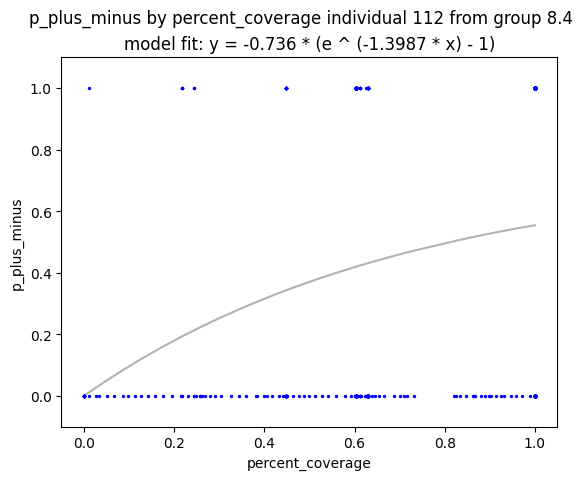 p_plus_minus by percent_coverage individual 112 from group 8.4
model fit: y = -0.736 * (e ^ (-1.3987 * x) - 1)
1.0
0.8
0.6
0.4
0.2
0.0
p_plus_minus
0.0 0.2 0.4 0.6 0.8 1.0
percent_coverage